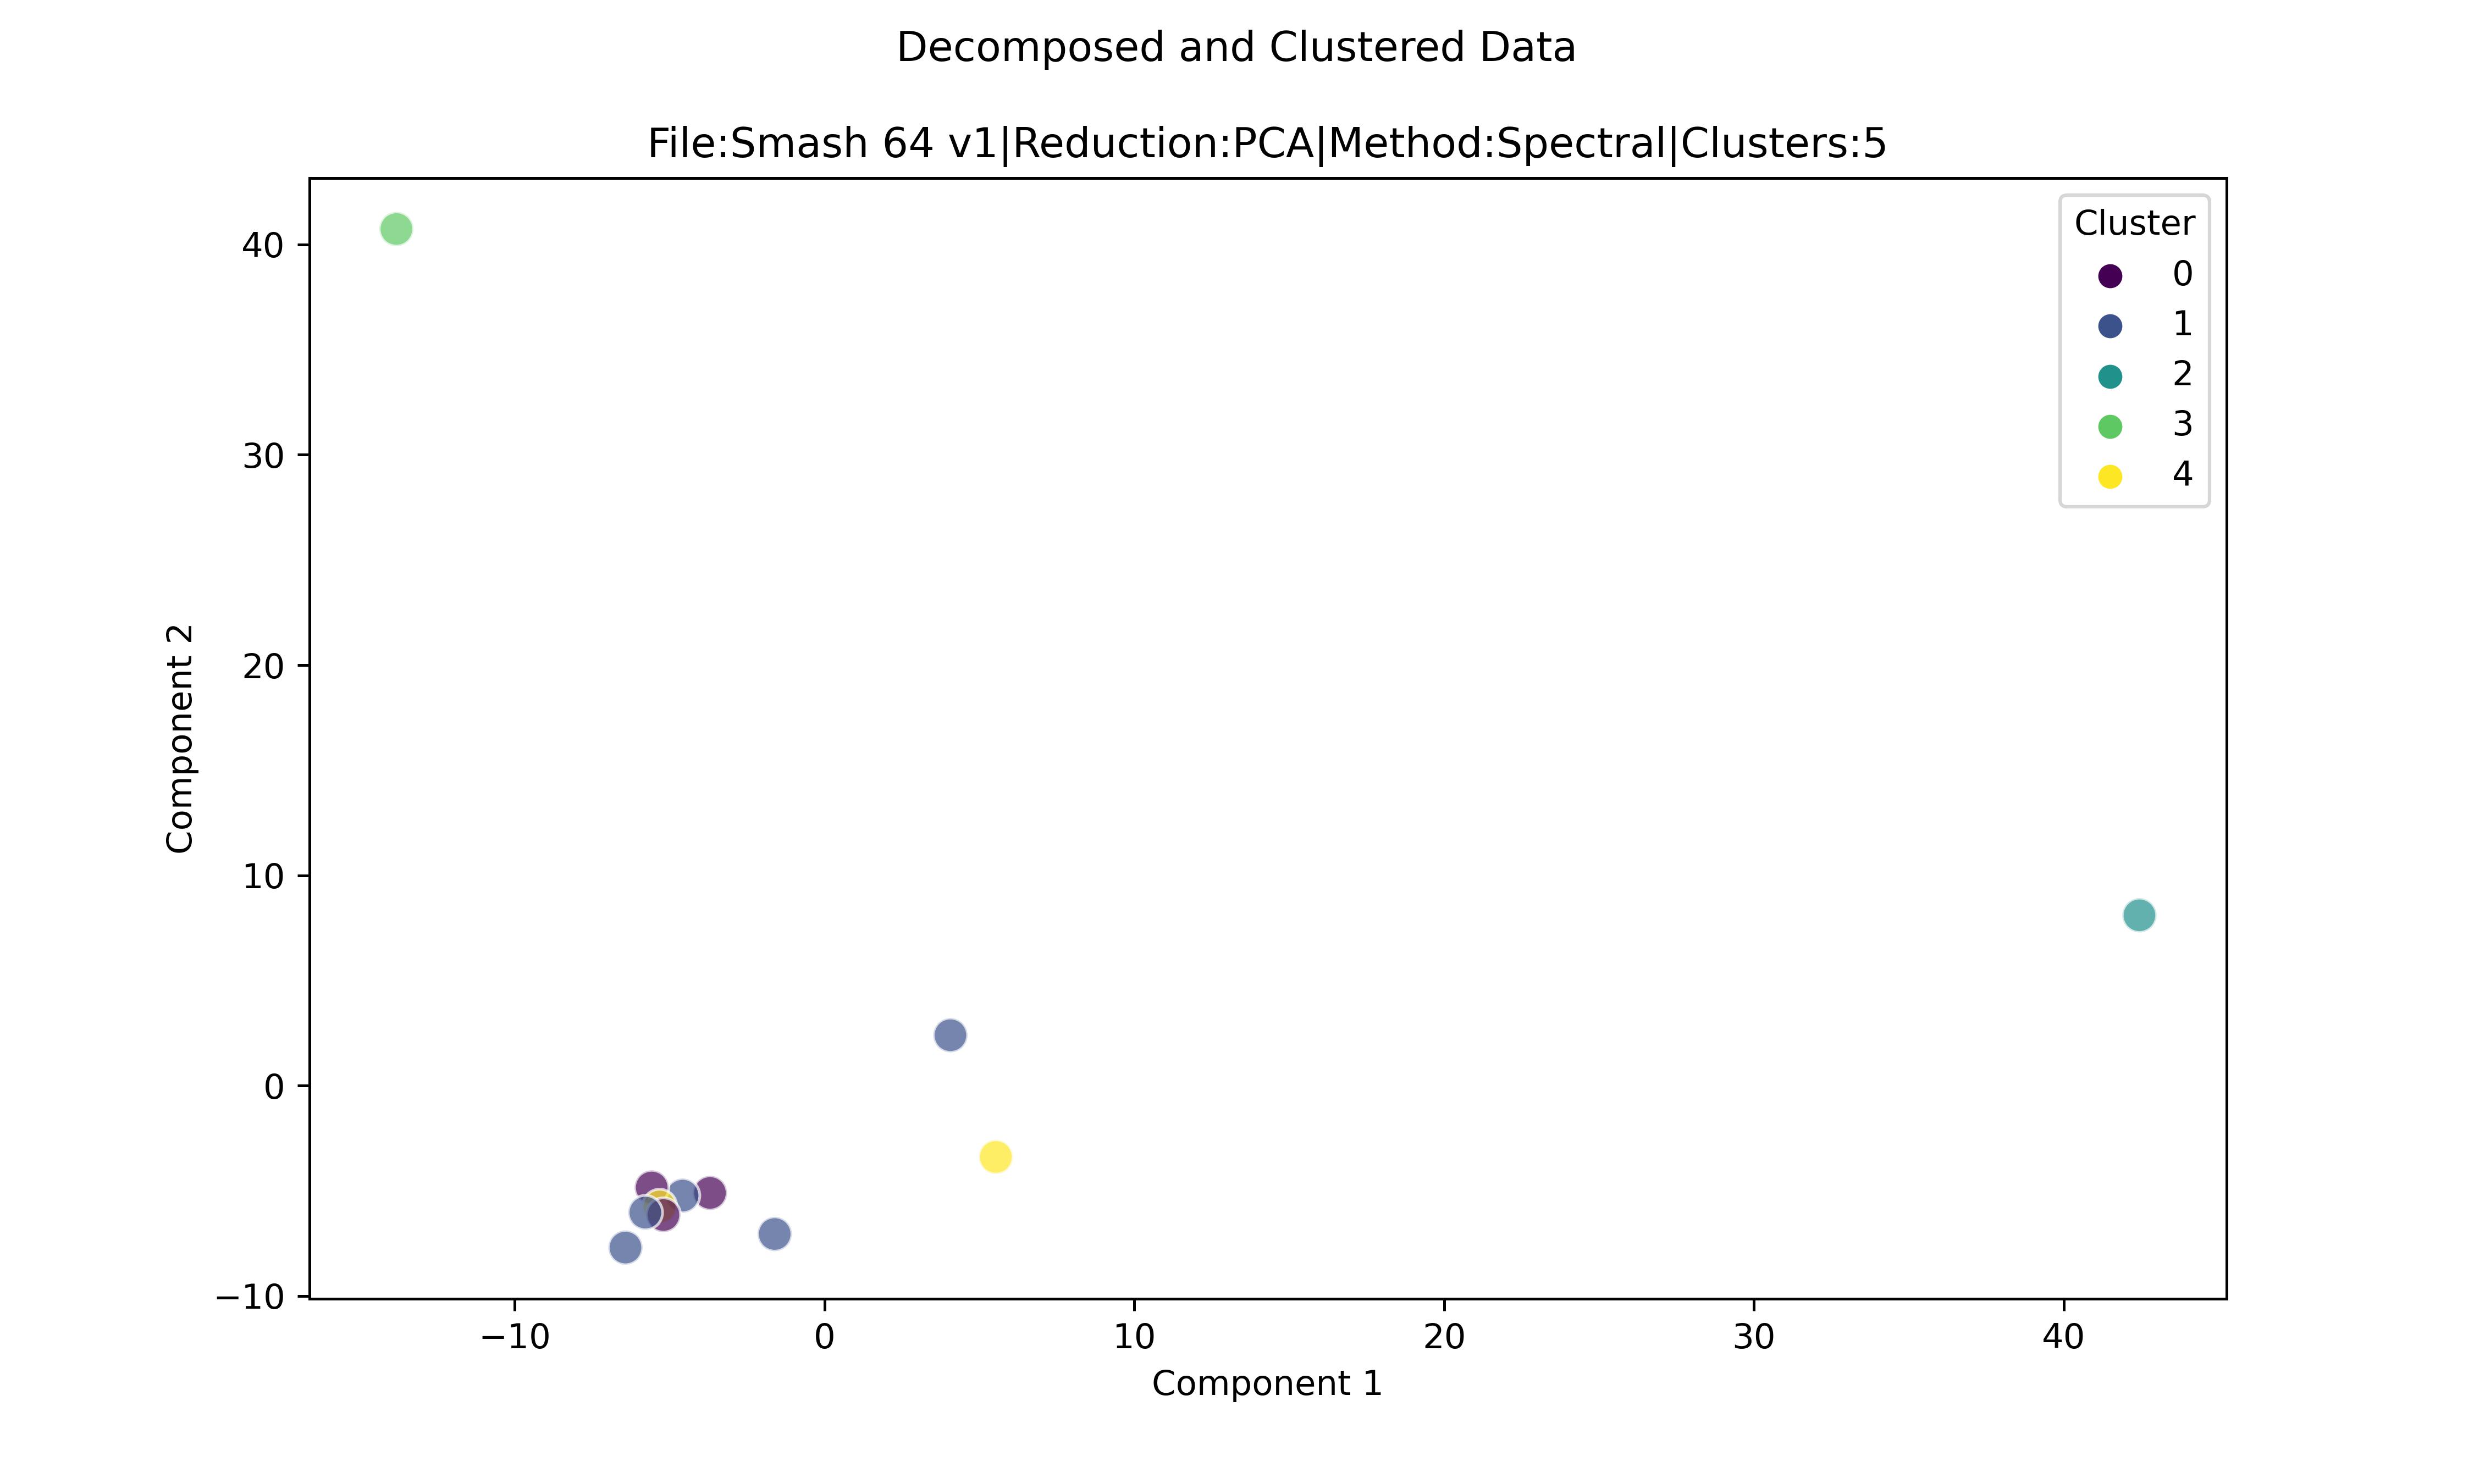 Decomposed and Clustered Data
File:Smash 64 v1|Reduction:PCA|Method:Spectral|Clusters:5
Cluster
0
1
2
3
4
40
30
20
10
0
−10
Component 2
−10 0 10 20 30 40
Component 1